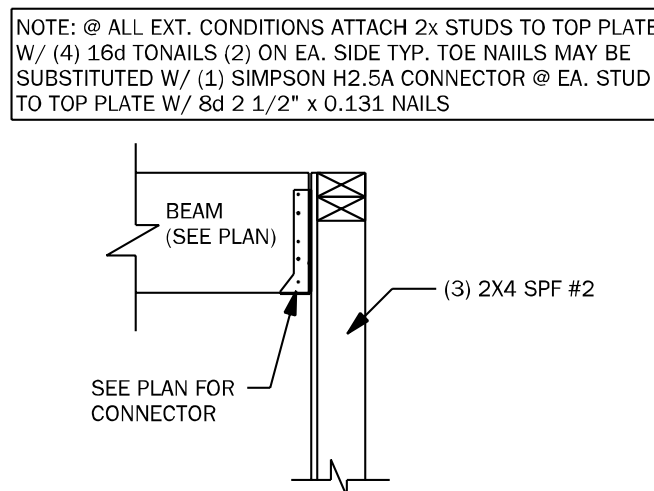 NOTE: @ ALL EXT. CONDITIONS ATTACH 2x STUDS TO TOP PLATE
W/ (4) 16d TONAILS (2) ON EA. SIDE TYP. TOE NAILS MAY BE
SUBSTITUTED W/ (1) SIMPSON H2.5A CONNECTOR @ EA. STUD
TO TOP PLATE W/ 8d 2 1/2" x 0.131 NAILS
BEAM
(SEE PLAN)
(3) 2X4 SPF #2
SEE PLAN FOR
CONNECTOR